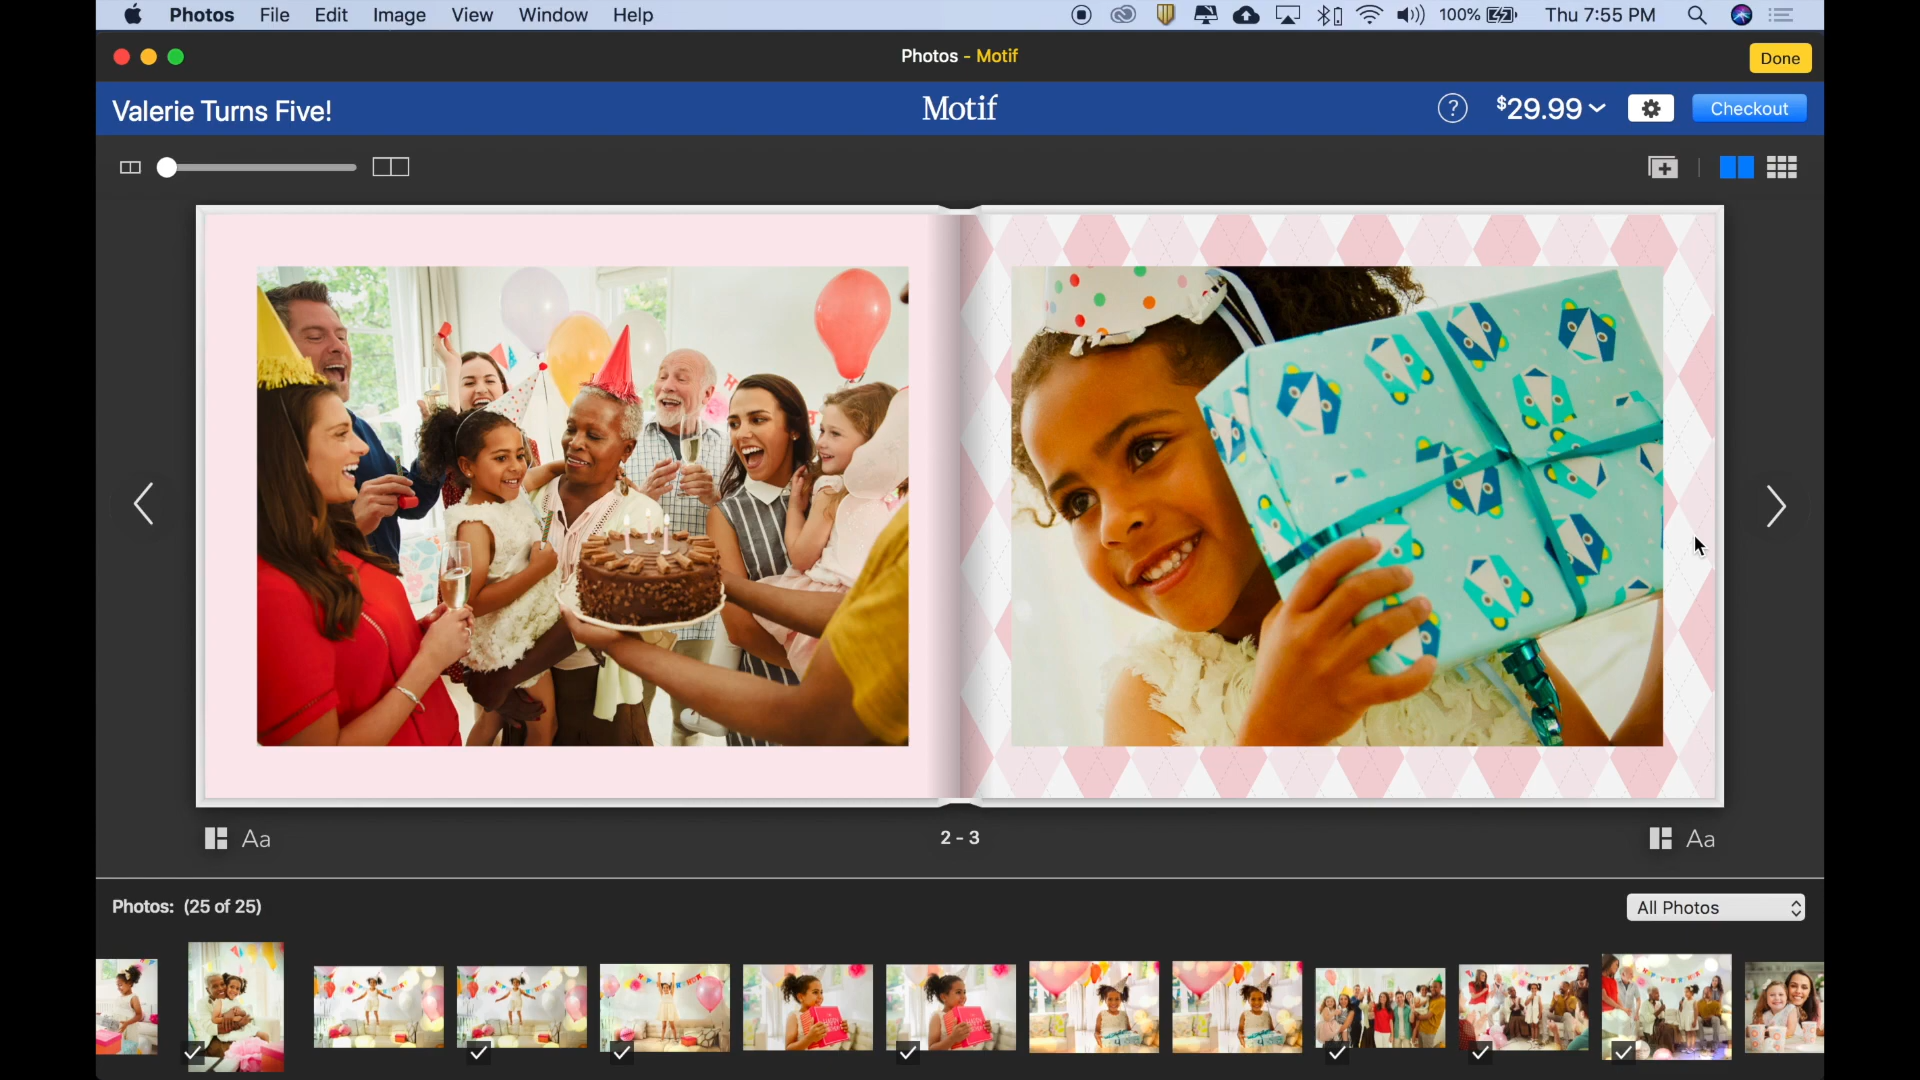 Photos File Edit Image View Window Help 100% Thu 7:55 PM
Photos - Motif
Done
Valerie Turns Five!
Motif
? $29.99
Checkout
Aa
2 - 3
Aa
Photos: (25 of 25)
All Photos